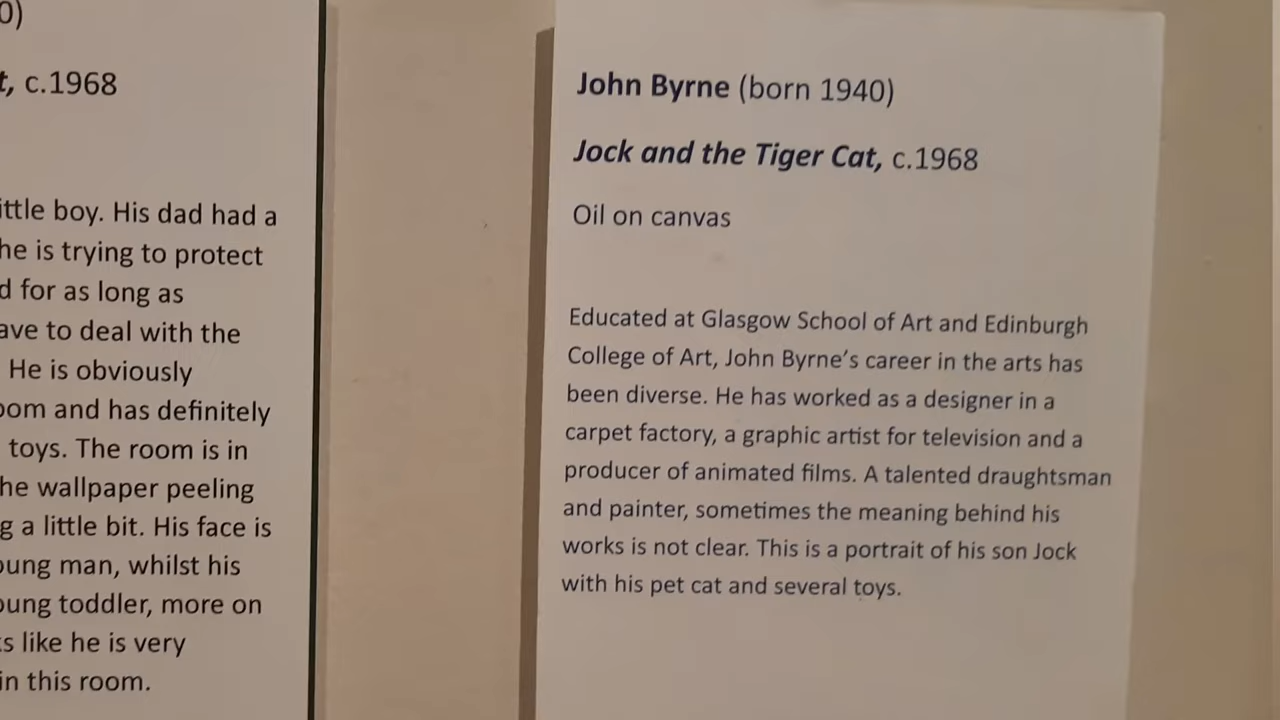 0)
t, c.1968
ittle boy. His dad had a
he is trying to protect
d for as long as
ave to deal with the
He is obviously
oom and has definitely
toys. The room is in
he wallpaper peeling
g a little bit. His face is
oung man, whilst his
oung toddler, more on
s like he is very
in this room.
John Byrne (born 1940)
Jock and the Tiger Cat, c.1968
Oil on canvas
Educated at Glasgow School of Art and Edinburgh
College of Art, John Byrne's career in the arts has
been diverse. He has worked as a designer in a
carpet factory, a graphic artist for television and a
producer of animated films. A talented draughtsman
and painter, sometimes the meaning behind his
works is not clear. This is a portrait of his son Jock
with his pet cat and several toys.